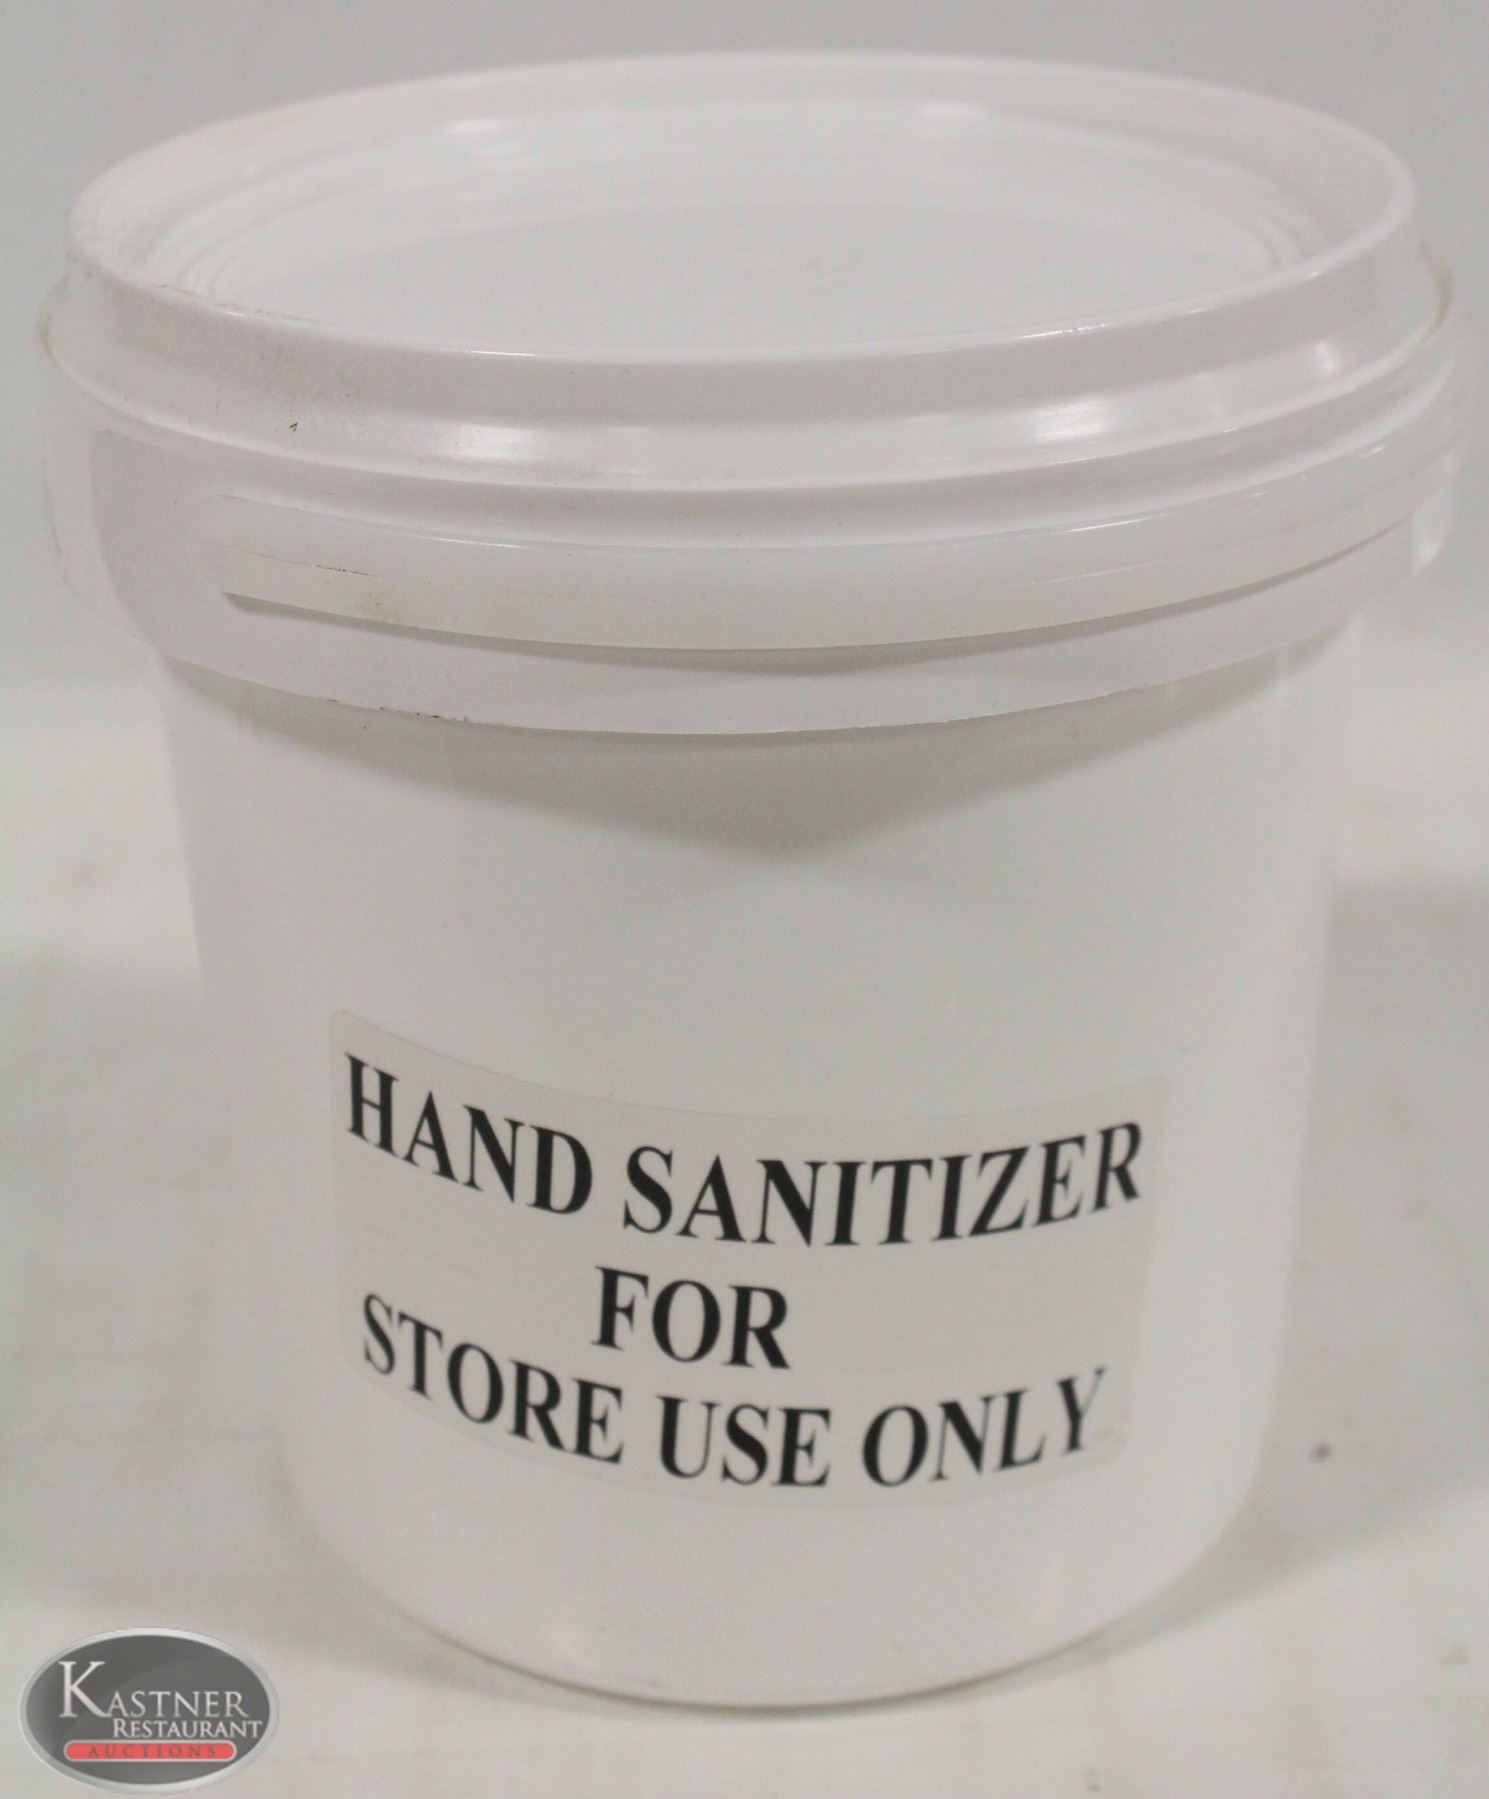 HAND SANITIZER
FOR
STORE USE ONLY
KASTNER
RESTAURANT
AUCTIONS